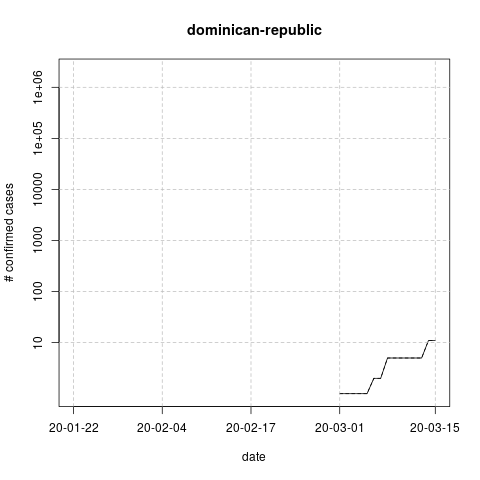 dominican-republic
# confirmed cases
1e+06
1e+05
10000
1000
100
10
20-01-22 20-02-04 20-02-17 20-03-01 20-03-15
date